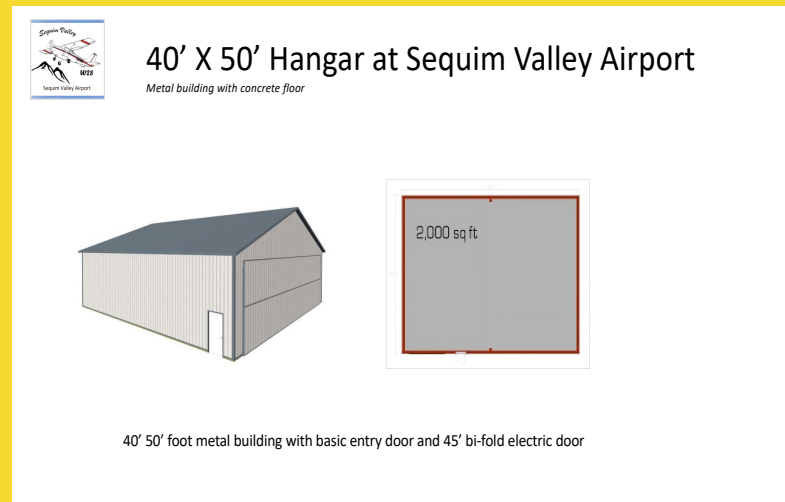 Sequim Valley
W28
Sequim Valley Airport
40’ X 50’ Hangar at Sequim Valley Airport
Metal building with concrete floor
2,000 sq ft
40’ 50’ foot metal building with basic entry door and 45’ bi-fold electric door